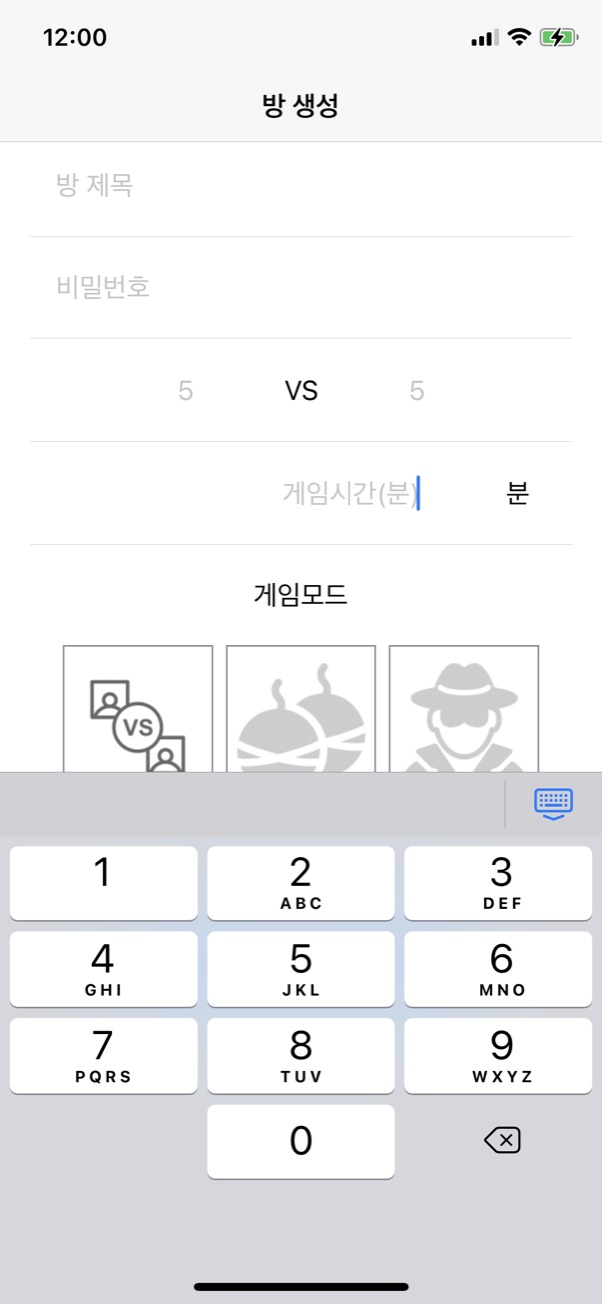 12:00
방 생성
방 제목
비밀번호
5 VS 5
게임시간(분) 분
게임모드
VS
1 2 3
ABC DEF
4 5 6
GHI JKL MNO
7 8 9
PQRS TUV WXYZ
0